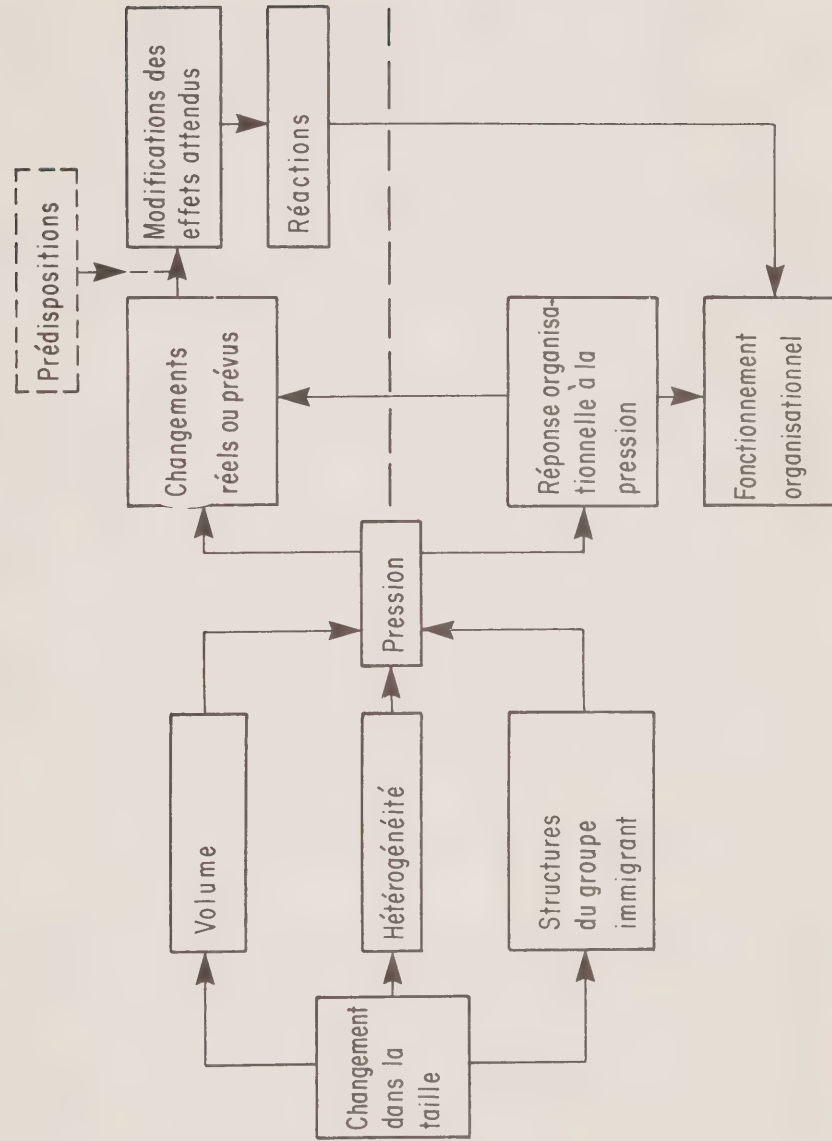 Changement
dans la
taille
Volume
Hétérogénéité
Structures
du groupe
immigrant
Pression
Changements
réels ou prévus
Réponse organisa-
tionnelle à la
pression
Fonctionnement
organisationnel
Prédispositions
Modifications des
effets attendus
Réactions